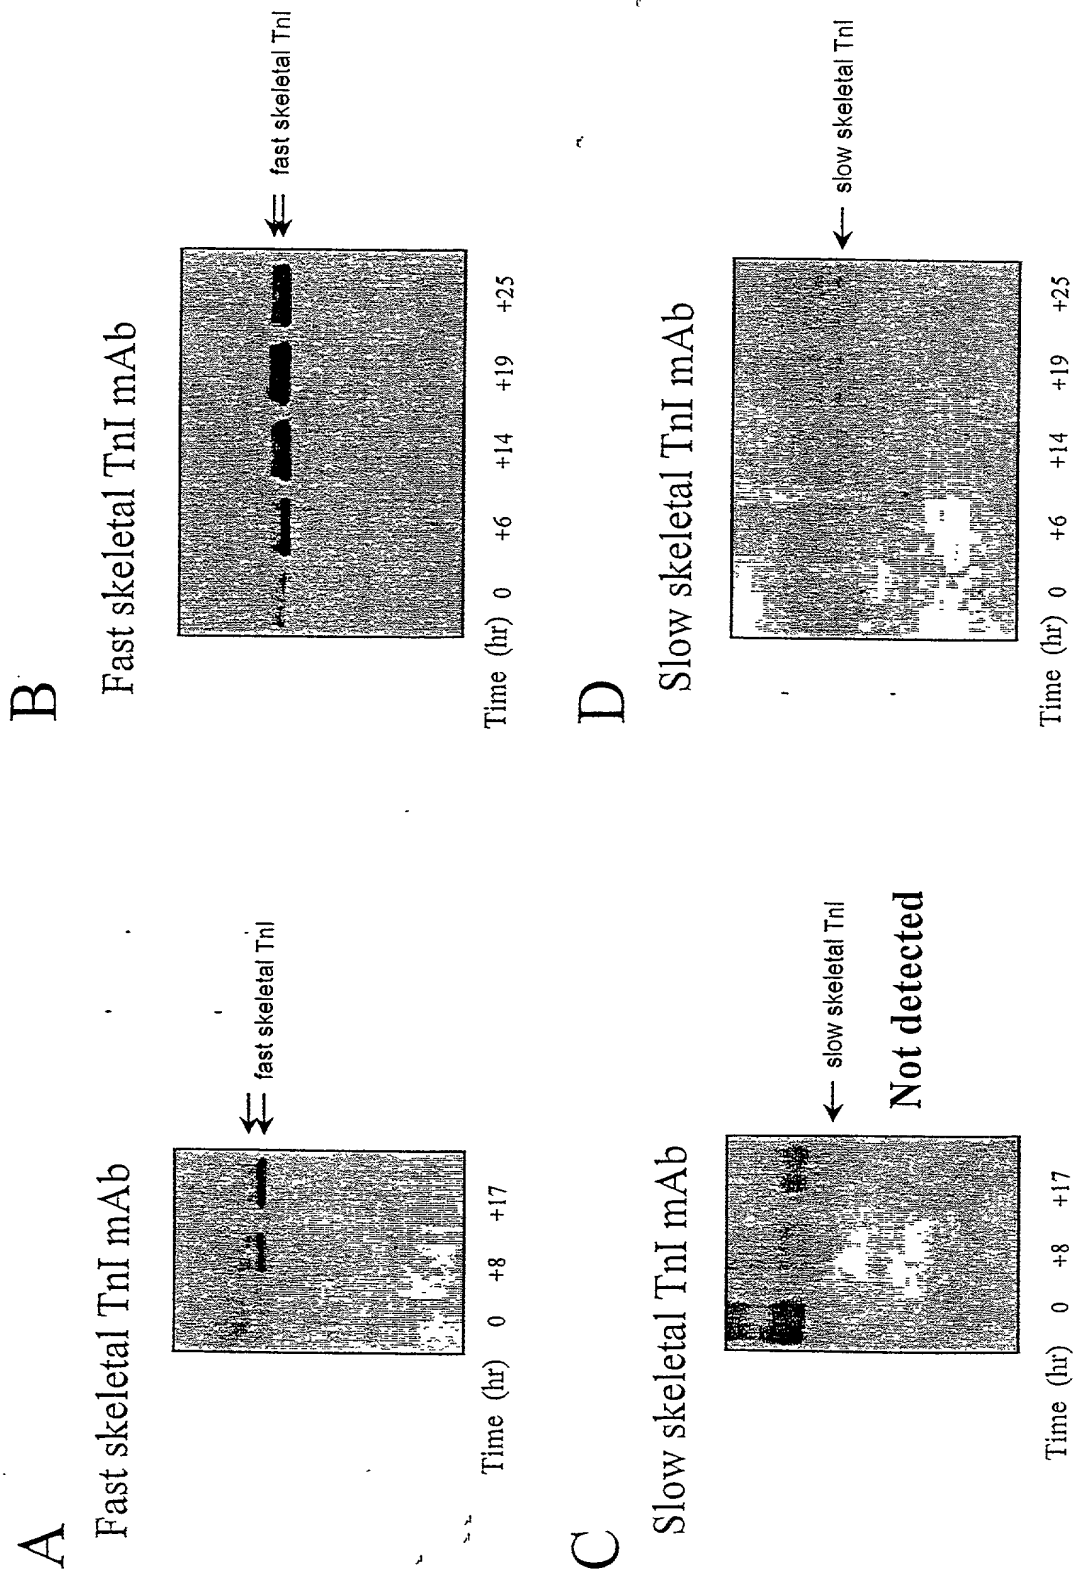 A
Fast skeletal TnI mAb
fast skeletal TnI
Time (hr) 0 +8 +17
B
Fast skeletal TnI mAb
fast skeletal TnI
Time (hr) 0 +6 +14 +19 +25
C
Slow skeletal TnI mAb
slow skeletal TnI
Not detected
Time (hr) 0 +8 +17
D
Slow skeletal TnI mAb
slow skeletal TnI
Time (hr) 0 +6 +14 +19 +25